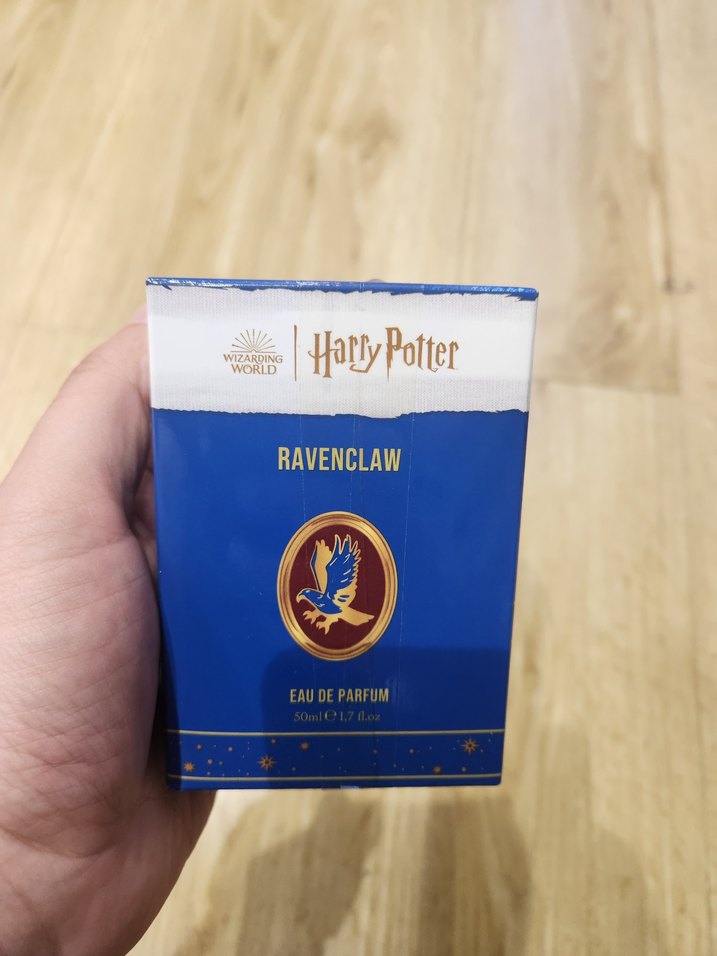 WIZARDING
WORLD
Harry Potter
RAVENCLAW
EAU DE PARFUM
50ml ℮ 1,7 fl.oz